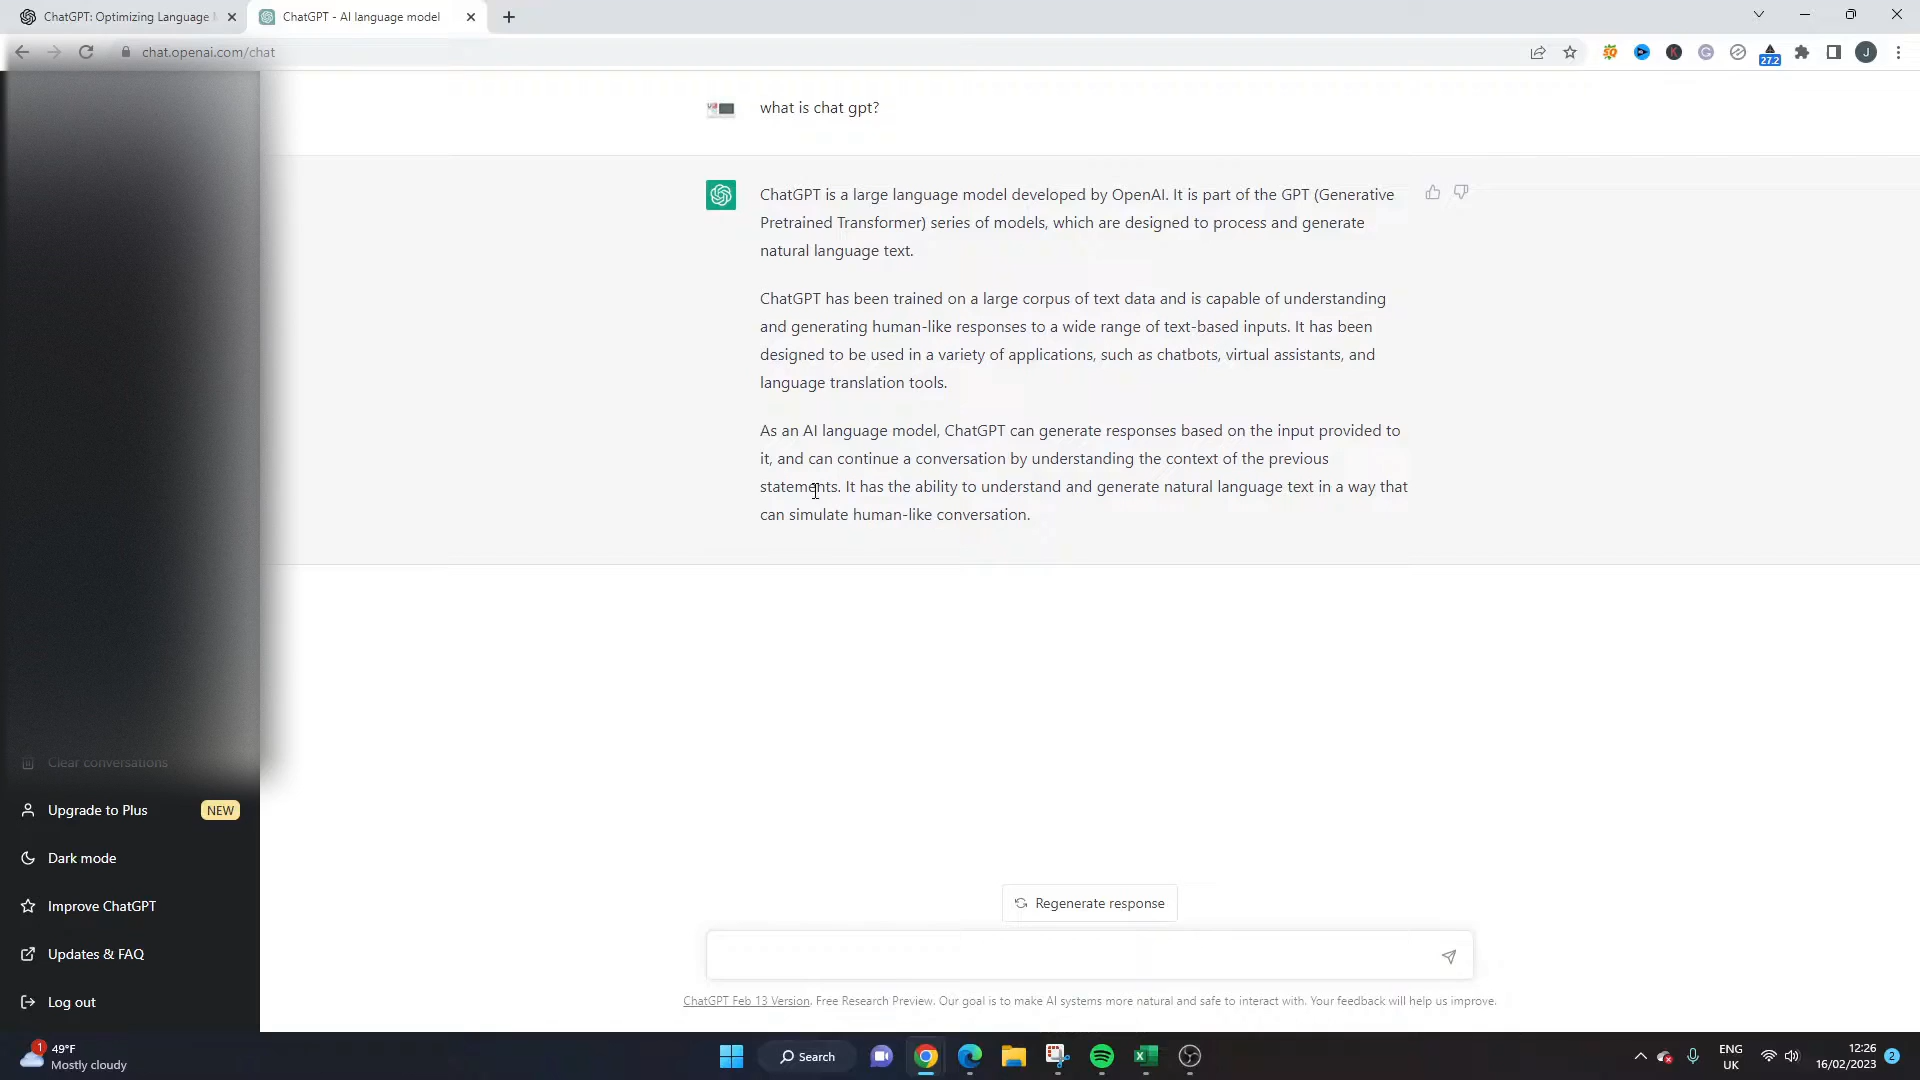 ChatGPT: Optimizing Language
ChatGPT - AI language model
chat.openai.com/chat
27.2
J
what is chat gpt?
ChatGPT is a large language model developed by OpenAI. It is part of the GPT (Generative
Pretrained Transformer) series of models, which are designed to process and generate
natural language text.
ChatGPT has been trained on a large corpus of text data and is capable of understanding
and generating human-like responses to a wide range of text-based inputs. It has been
designed to be used in a variety of applications, such as chatbots, virtual assistants, and
language translation tools.
As an AI language model, ChatGPT can generate responses based on the input provided to
it, and can continue a conversation by understanding the context of the previous
statements. It has the ability to understand and generate natural language text in a way that
can simulate human-like conversation.
Clear conversations
Upgrade to Plus NEW
Dark mode
Improve ChatGPT
Updates & FAQ
Log out
Regenerate response
ChatGPT Feb 13 Version. Free Research Preview. Our goal is to make AI systems more natural and safe to interact with. Your feedback will help us improve.
1
49°F
Mostly cloudy
Search
ENG
UK
12:26
16/02/2023
2